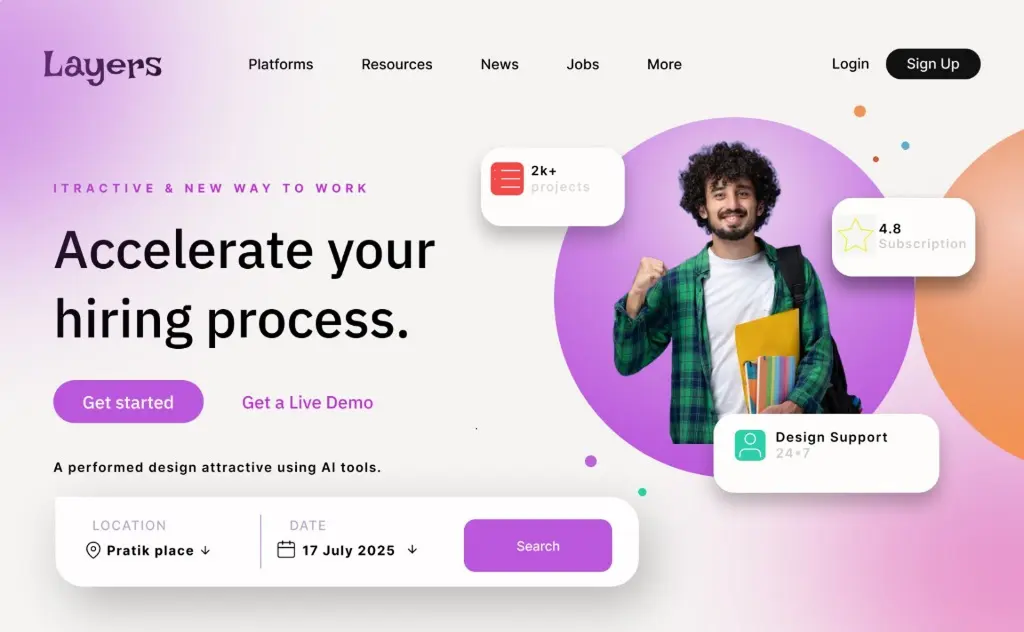 Layers
Platforms Resources News Jobs More
Login Sign Up
ITRACTIVE & NEW WAY TO WORK
Accelerate your
hiring process.
Get started Get a Live Demo
A performed design attractive using AI tools.
LOCATION
Pratik place
DATE
17 July 2025
Search
2k+
projects
4.8
Subscription
Design Support
24*7